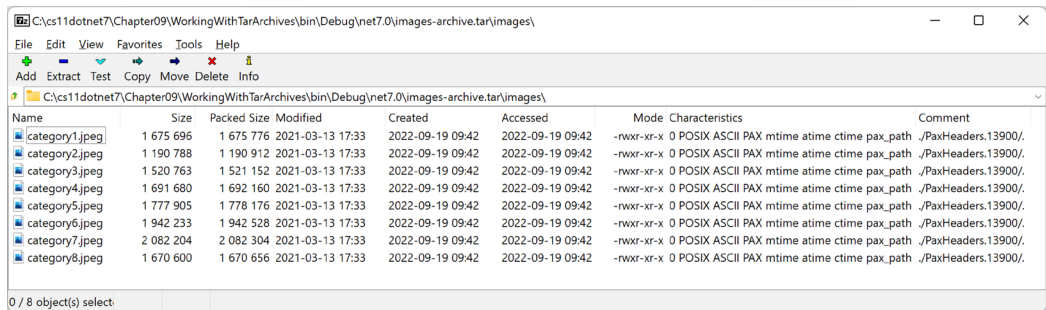 C:\cs11dotnet7\Chapter09\WorkingWithTarArchives\bin\Debug\net7.0\images-archive.tar\images\
File Edit View Favorites Tools Help
Add Extract Test Copy Move Delete Info
C:\cs11dotnet7\Chapter09\WorkingWithTarArchives\bin\Debug\net7.0\images-archive.tar\images\
Name Size Packed Size Modified Created Accessed Mode Characteristics Comment
category1.jpeg 1 675 696 1 675 776 2021-03-13 17:33 2022-09-19 09:42 2022-09-19 09:42 -rwxr-xr-x 0 POSIX ASCII PAX mtime atime ctime pax_path ./PaxHeaders.13900/.
category2.jpeg 1 190 788 1 190 912 2021-03-13 17:33 2022-09-19 09:42 2022-09-19 09:42 -rwxr-xr-x 0 POSIX ASCII PAX mtime atime ctime pax_path ./PaxHeaders.13900/.
category3.jpeg 1 520 763 1 521 152 2021-03-13 17:33 2022-09-19 09:42 2022-09-19 09:42 -rwxr-xr-x 0 POSIX ASCII PAX mtime atime ctime pax_path ./PaxHeaders.13900/.
category4.jpeg 1 691 680 1 692 160 2021-03-13 17:33 2022-09-19 09:42 2022-09-19 09:42 -rwxr-xr-x 0 POSIX ASCII PAX mtime atime ctime pax_path ./PaxHeaders.13900/.
category5.jpeg 1 777 905 1 778 176 2021-03-13 17:33 2022-09-19 09:42 2022-09-19 09:42 -rwxr-xr-x 0 POSIX ASCII PAX mtime atime ctime pax_path ./PaxHeaders.13900/.
category6.jpeg 1 942 233 1 942 528 2021-03-13 17:33 2022-09-19 09:42 2022-09-19 09:42 -rwxr-xr-x 0 POSIX ASCII PAX mtime atime ctime pax_path ./PaxHeaders.13900/.
category7.jpeg 2 082 204 2 082 304 2021-03-13 17:33 2022-09-19 09:42 2022-09-19 09:42 -rwxr-xr-x 0 POSIX ASCII PAX mtime atime ctime pax_path ./PaxHeaders.13900/.
category8.jpeg 1 670 600 1 670 656 2021-03-13 17:33 2022-09-19 09:42 2022-09-19 09:42 -rwxr-xr-x 0 POSIX ASCII PAX mtime atime ctime pax_path ./PaxHeaders.13900/.
0 / 8 object(s) select